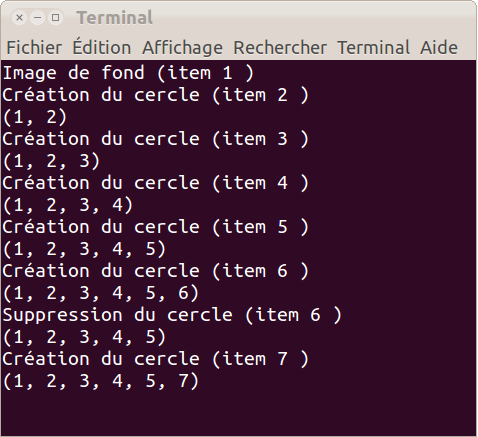 Terminal
Fichier Édition Affichage Rechercher Terminal Aide
Image de fond (item 1 )
Création du cercle (item 2 )
(1, 2)
Création du cercle (item 3 )
(1, 2, 3)
Création du cercle (item 4 )
(1, 2, 3, 4)
Création du cercle (item 5 )
(1, 2, 3, 4, 5)
Création du cercle (item 6 )
(1, 2, 3, 4, 5, 6)
Suppression du cercle (item 6 )
(1, 2, 3, 4, 5)
Création du cercle (item 7 )
(1, 2, 3, 4, 5, 7)